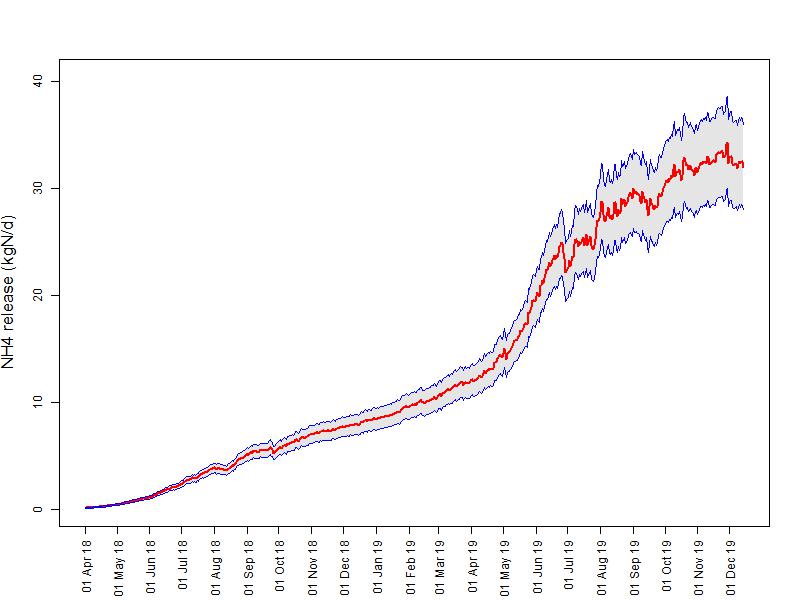 NH4 release (kgN/d)
40
30
20
10
0
01 Apr 18
01 May 18
01 Jun 18
01 Jul 18
01 Aug 18
01 Sep 18
01 Oct 18
01 Nov 18
01 Dec 18
01 Jan 19
01 Feb 19
01 Mar 19
01 Apr 19
01 May 19
01 Jun 19
01 Jul 19
01 Aug 19
01 Sep 19
01 Oct 19
01 Nov 19
01 Dec 19